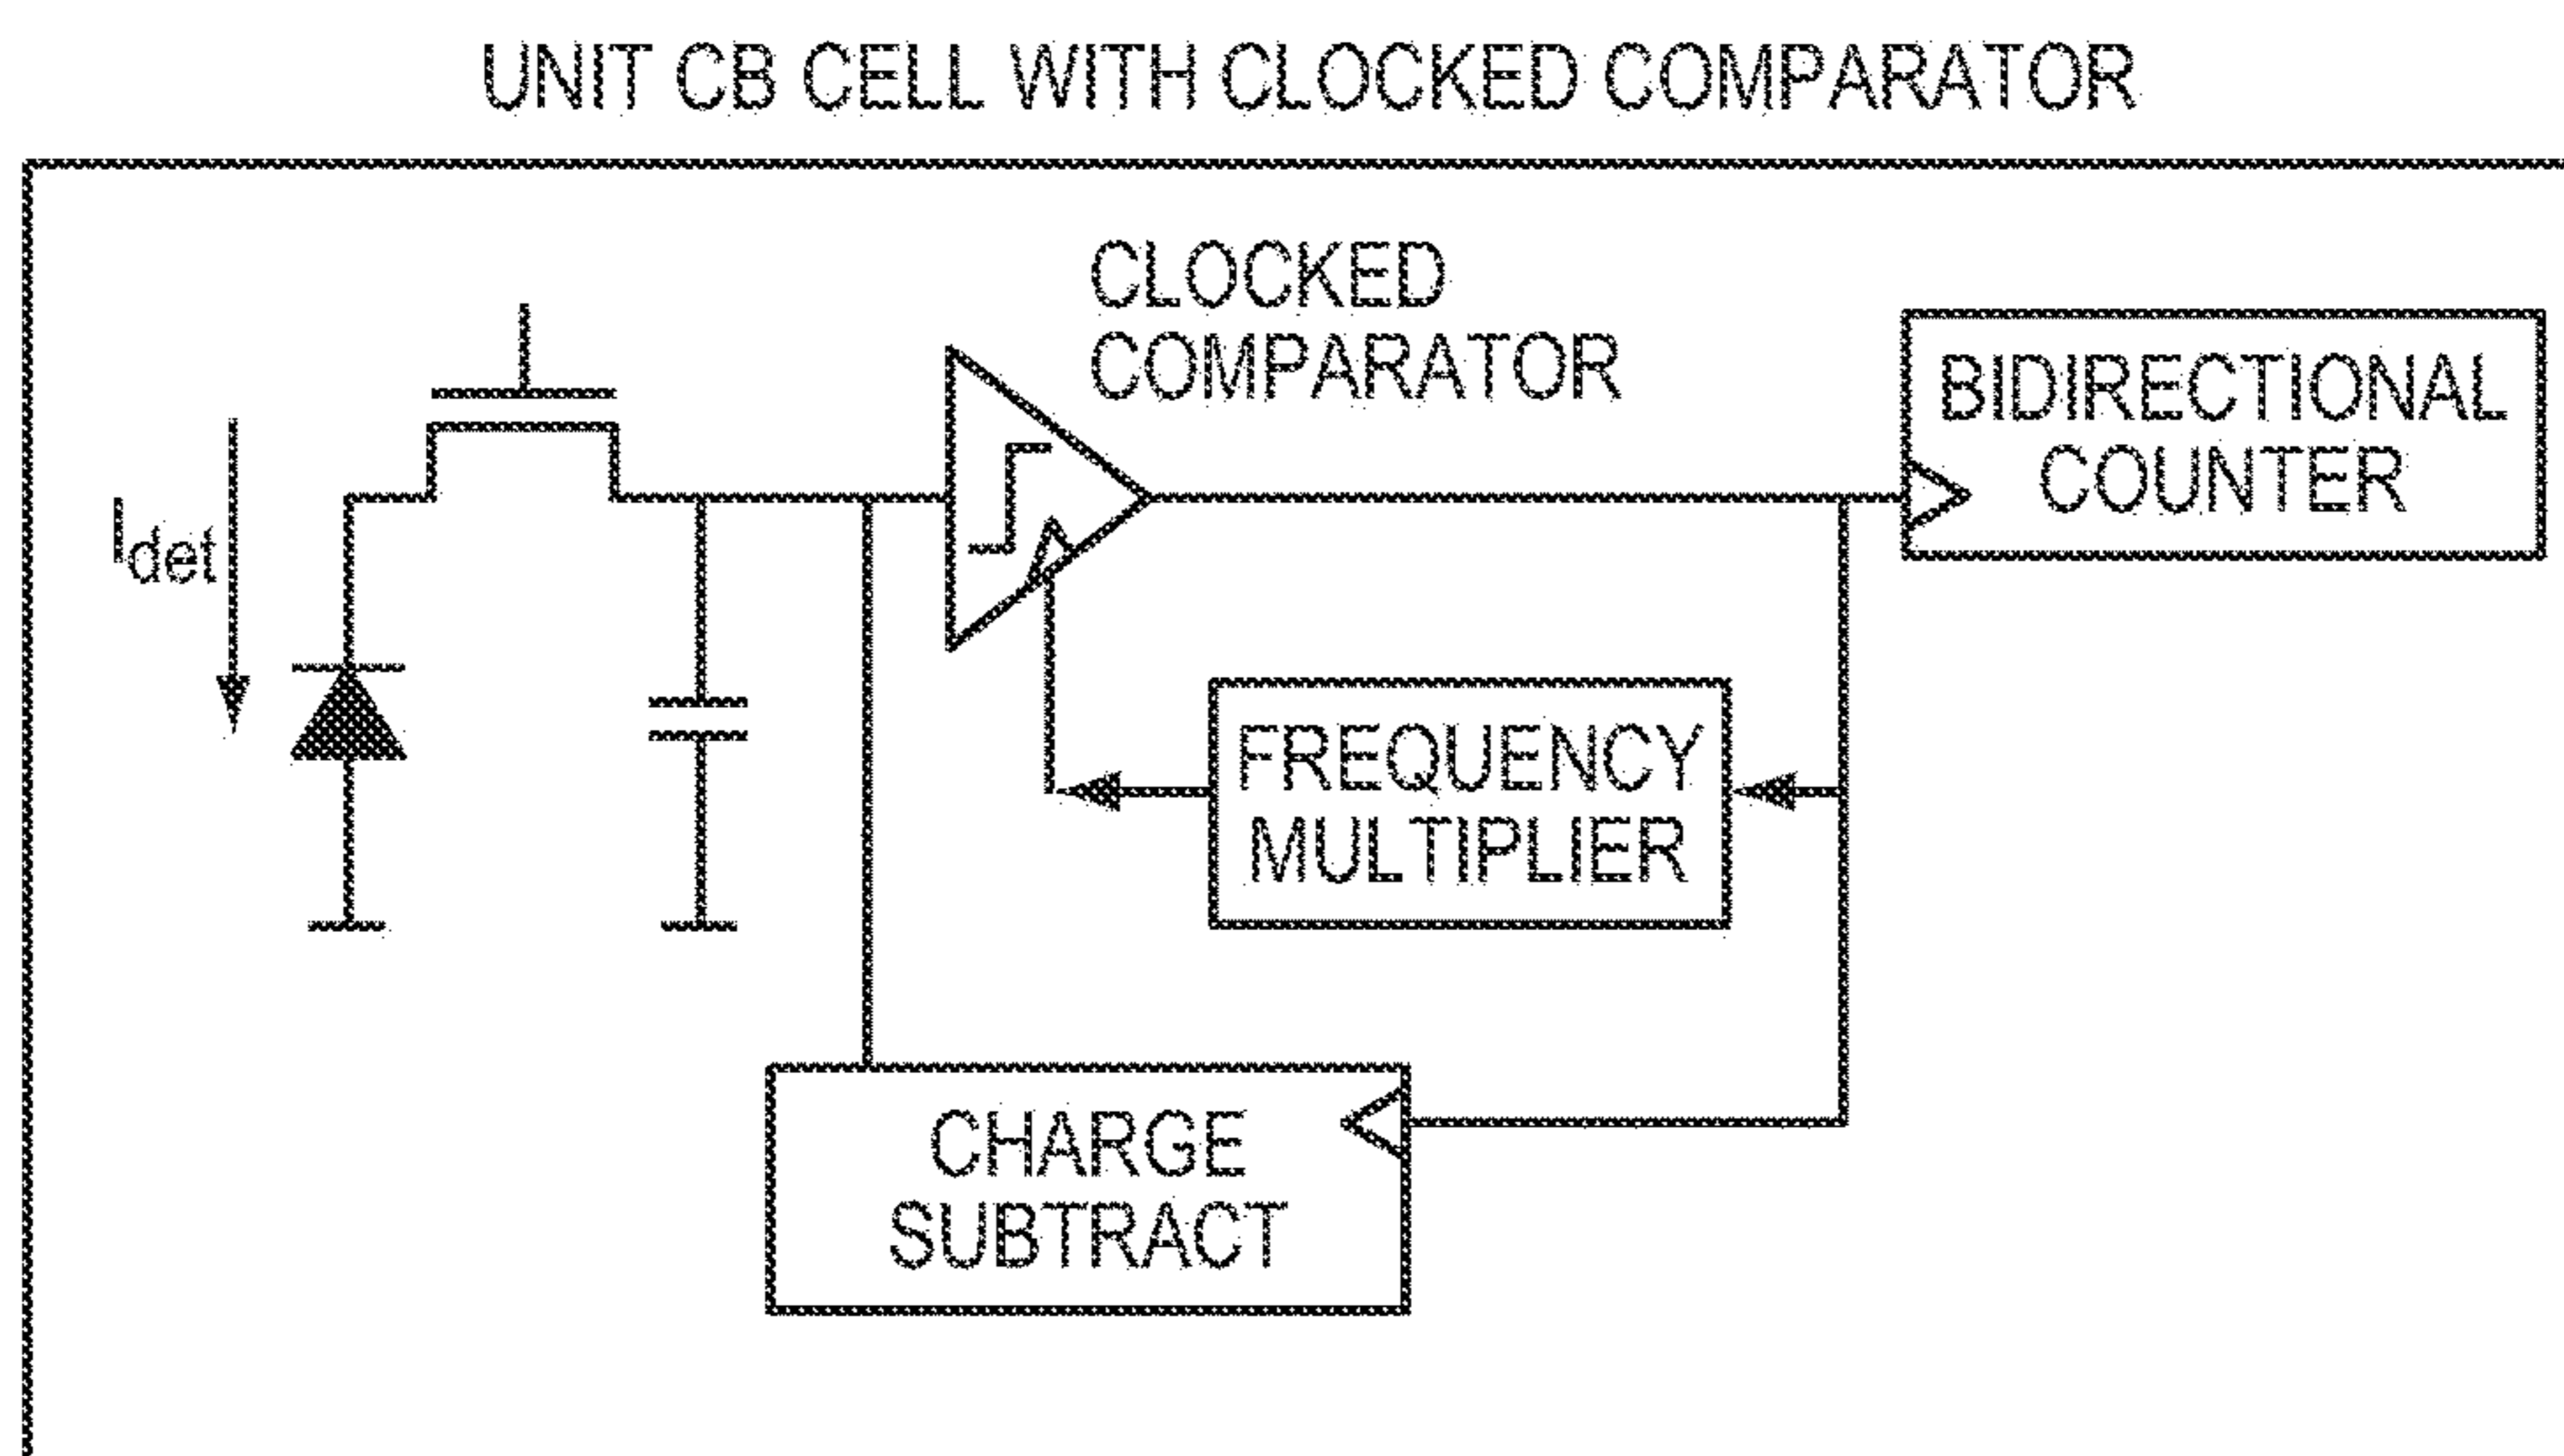 UNIT CB CELL WITH CLOCKED COMPARATOR
CLOCKED
COMPARATOR
BIDIRECTIONAL
COUNTER
Idet
FREQUENCY
MULTIPLIER
CHARGE
SUBTRACT